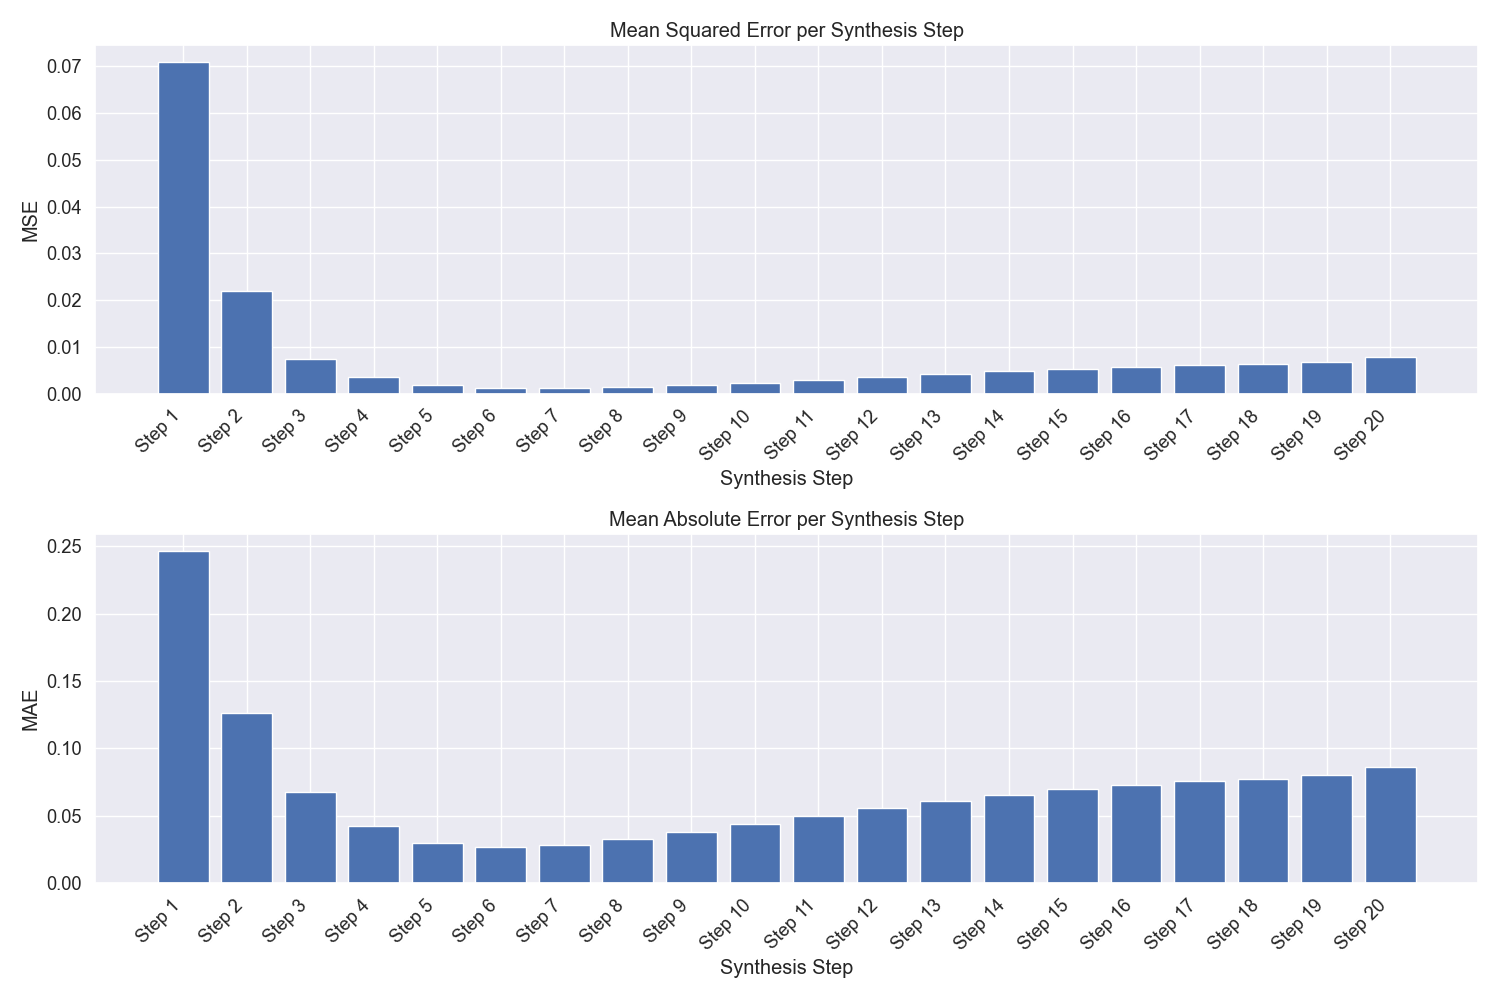 Mean Squared Error per Synthesis Step
MSE
0.07
0.06
0.05
0.04
0.03
0.02
0.01
0.00
Step 1 Step 2 Step 3 Step 4 Step 5 Step 6 Step 7 Step 8 Step 9 Step 10 Step 11 Step 12 Step 13 Step 14 Step 15 Step 16 Step 17 Step 18 Step 19 Step 20
Synthesis Step
Mean Absolute Error per Synthesis Step
MAE
0.25
0.20
0.15
0.10
0.05
0.00
Step 1 Step 2 Step 3 Step 4 Step 5 Step 6 Step 7 Step 8 Step 9 Step 10 Step 11 Step 12 Step 13 Step 14 Step 15 Step 16 Step 17 Step 18 Step 19 Step 20
Synthesis Step